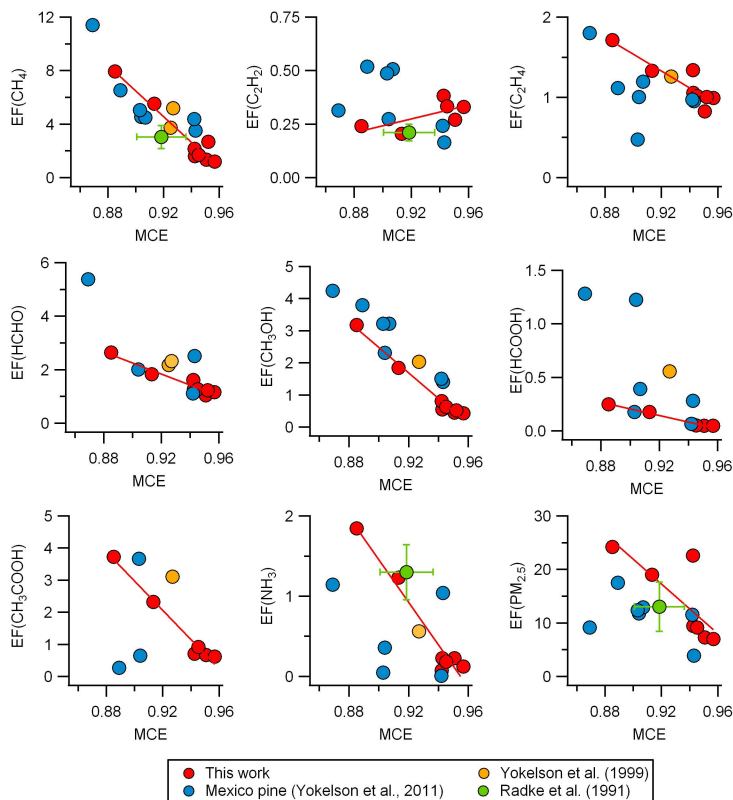 EF(CH4)
12
8
4
0
0.88 0.92 0.96
MCE
EF(C2H2)
0.75
0.50
0.25
0.00
0.88 0.92 0.96
MCE
EF(C2H4)
2
1
0
0.88 0.92 0.96
MCE
EF(HCHO)
6
4
2
0
0.88 0.92 0.96
MCE
EF(CH3OH)
5
4
3
2
1
0
0.88 0.92 0.96
MCE
EF(HCOOH)
1.5
1.0
0.5
0.0
0.88 0.92 0.96
MCE
EF(CH3COOH)
5
4
3
2
1
0
0.88 0.92 0.96
MCE
EF(NH3)
2
1
0
0.88 0.92 0.96
MCE
EF(PM2.5)
30
20
10
0
0.88 0.92 0.96
MCE
This work
Mexico pine (Yokelson et al., 2011)
Yokelson et al. (1999)
Radke et al. (1991)